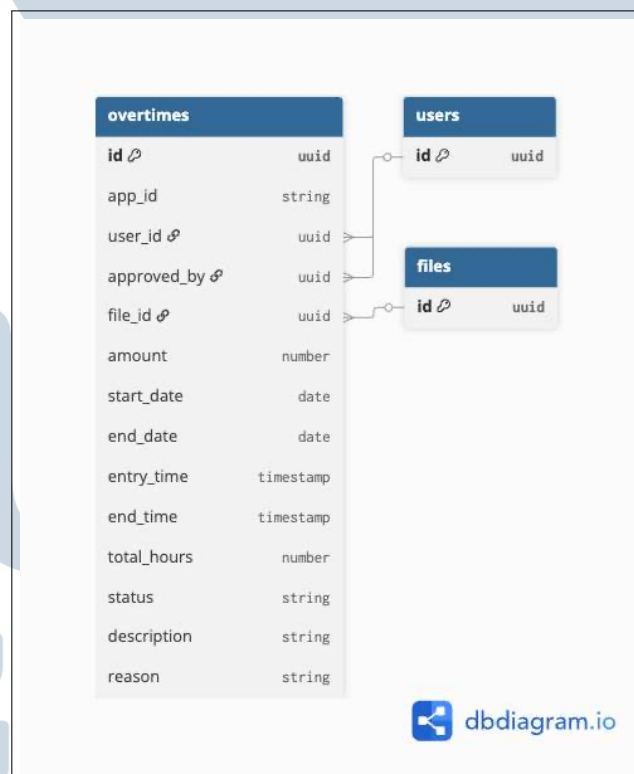 overtimes
id uuid
app_id string
user_id uuid
approved_by uuid
file_id uuid
amount number
start_date date
end_date date
entry_time timestamp
end_time timestamp
total_hours number
status string
description string
reason string
users
id uuid
files
id uuid
dbdiagram.io